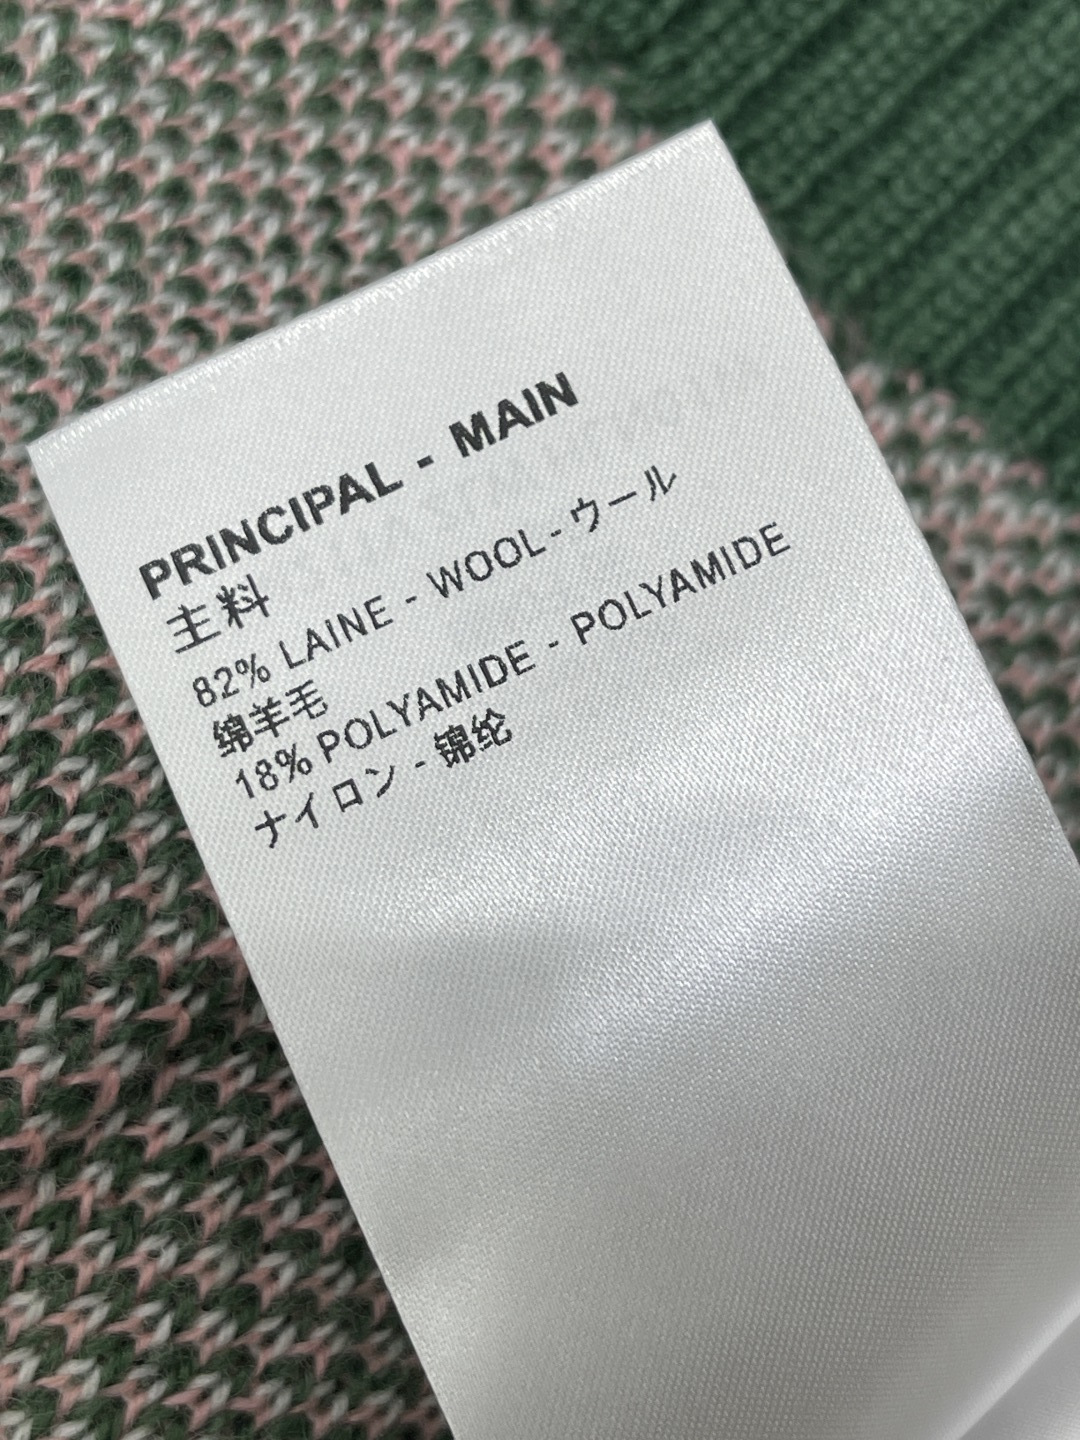 PRINCIPAL - MAIN
主料
82% LAINE - WOOL-ウール
绵羊毛
18% POLYAMIDE - POLYAMIDE
ナイロン - 锦纶